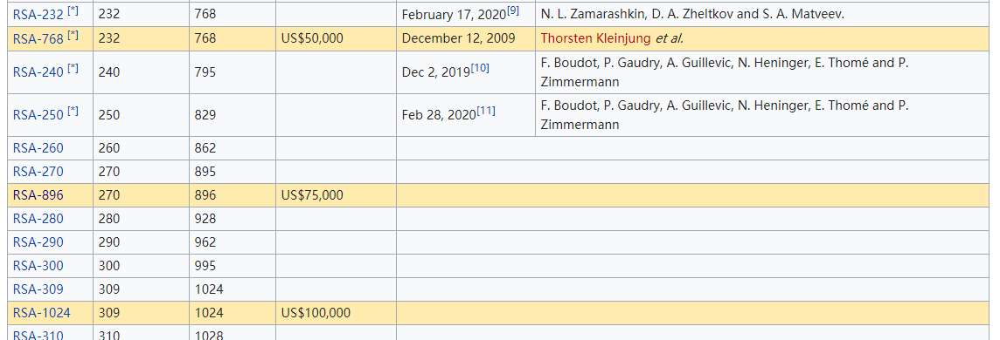 RSA-232 [*] 232 768 February 17, 2020[9] N. L. Zamarashkin, D. A. Zheltkov and S. A. Matveev.
RSA-768 [*] 232 768 US$50,000 December 12, 2009 Thorsten Kleinjung et al.
RSA-240 [*] 240 795 Dec 2, 2019[10] F. Boudot, P. Gaudry, A. Guillevic, N. Heninger, E. Thomé and P.
Zimmermann
RSA-250 [*] 250 829 Feb 28, 2020[11] F. Boudot, P. Gaudry, A. Guillevic, N. Heninger, E. Thomé and P.
Zimmermann
RSA-260 260 862
RSA-270 270 895
RSA-896 270 896 US$75,000
RSA-280 280 928
RSA-290 290 962
RSA-300 300 995
RSA-309 309 1024
RSA-1024 309 1024 US$100,000
RSA-310 310 1028